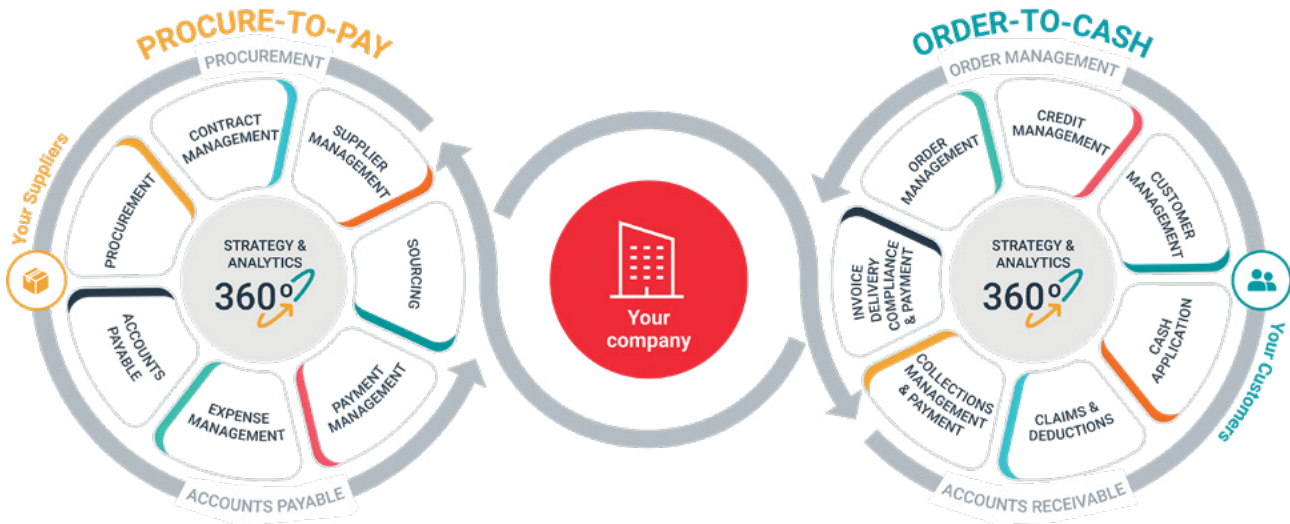 PROCURE-TO-PAY
PROCUREMENT
Your Suppliers
CONTRACT
MANAGEMENT
SUPPLIER
MANAGEMENT
PROCUREMENT
SOURCING
STRATEGY &
ANALYTICS
360º
ACCOUNTS
PAYABLE
EXPENSE
MANAGEMENT
PAYMENT
MANAGEMENT
ACCOUNTS PAYABLE
Your
company
ORDER-TO-CASH
ORDER MANAGEMENT
ORDER
MANAGEMENT
CREDIT
MANAGEMENT
CUSTOMER
MANAGEMENT
INVOICE
DELIVERY
COMPLIANCE
& PAYMENT
STRATEGY &
ANALYTICS
360º
CASH
APPLICATION
COLLECTIONS
MANAGEMENT
& PAYMENT
CLAIMS &
DEDUCTIONS
Your Customers
ACCOUNTS RECEIVABLE